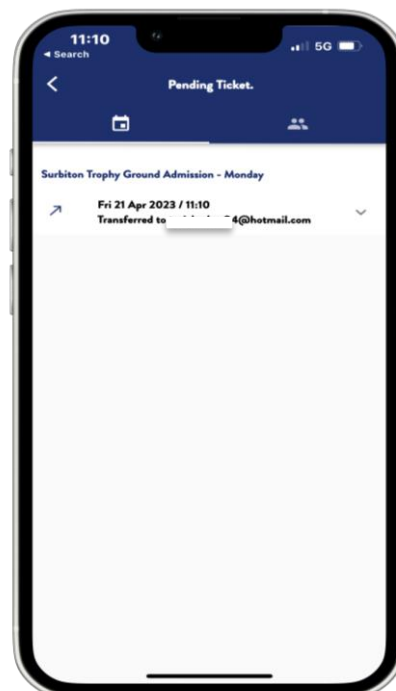 11:10
Search
5G
Pending Ticket.
Surbiton Trophy Ground Admission - Monday
Fri 21 Apr 2023 / 11:10
Transferred to 4@hotmail.com